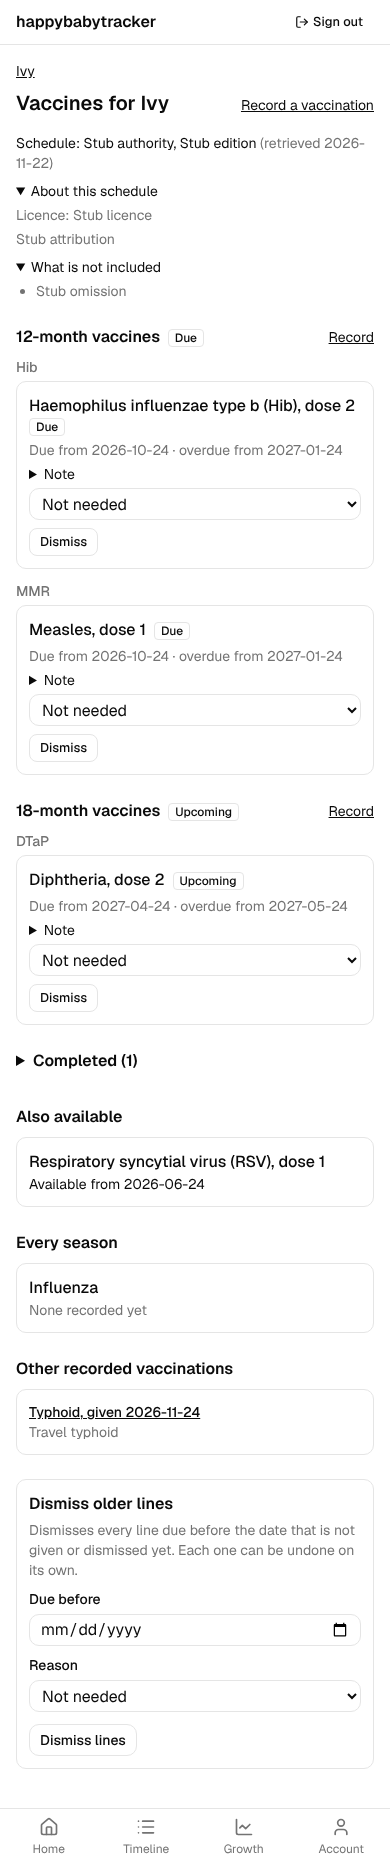 happybabytracker
Sign out
Ivy
Vaccines for Ivy
Record a vaccination
Schedule: Stub authority, Stub edition (retrieved 2026-
11-22)
About this schedule
Licence: Stub licence
Stub attribution
What is not included
Stub omission
12-month vaccines Due
Record
Hib
Haemophilus influenzae type b (Hib), dose 2
Due
Due from 2026-10-24 · overdue from 2027-01-24
Note
Not needed
Dismiss
MMR
Measles, dose 1 Due
Due from 2026-10-24 · overdue from 2027-01-24
Note
Not needed
Dismiss
18-month vaccines Upcoming
Record
DTaP
Diphtheria, dose 2 Upcoming
Due from 2027-04-24 · overdue from 2027-05-24
Note
Not needed
Dismiss
Completed (1)
Also available
Respiratory syncytial virus (RSV), dose 1
Available from 2026-06-24
Every season
Influenza
None recorded yet
Other recorded vaccinations
Typhoid, given 2026-11-24
Travel typhoid
Dismiss older lines
Dismisses every line due before the date that is not
given or dismissed yet. Each one can be undone on
its own.
Due before
mm/dd/yyyy
Reason
Not needed
Dismiss lines
Home
Timeline
Growth
Account